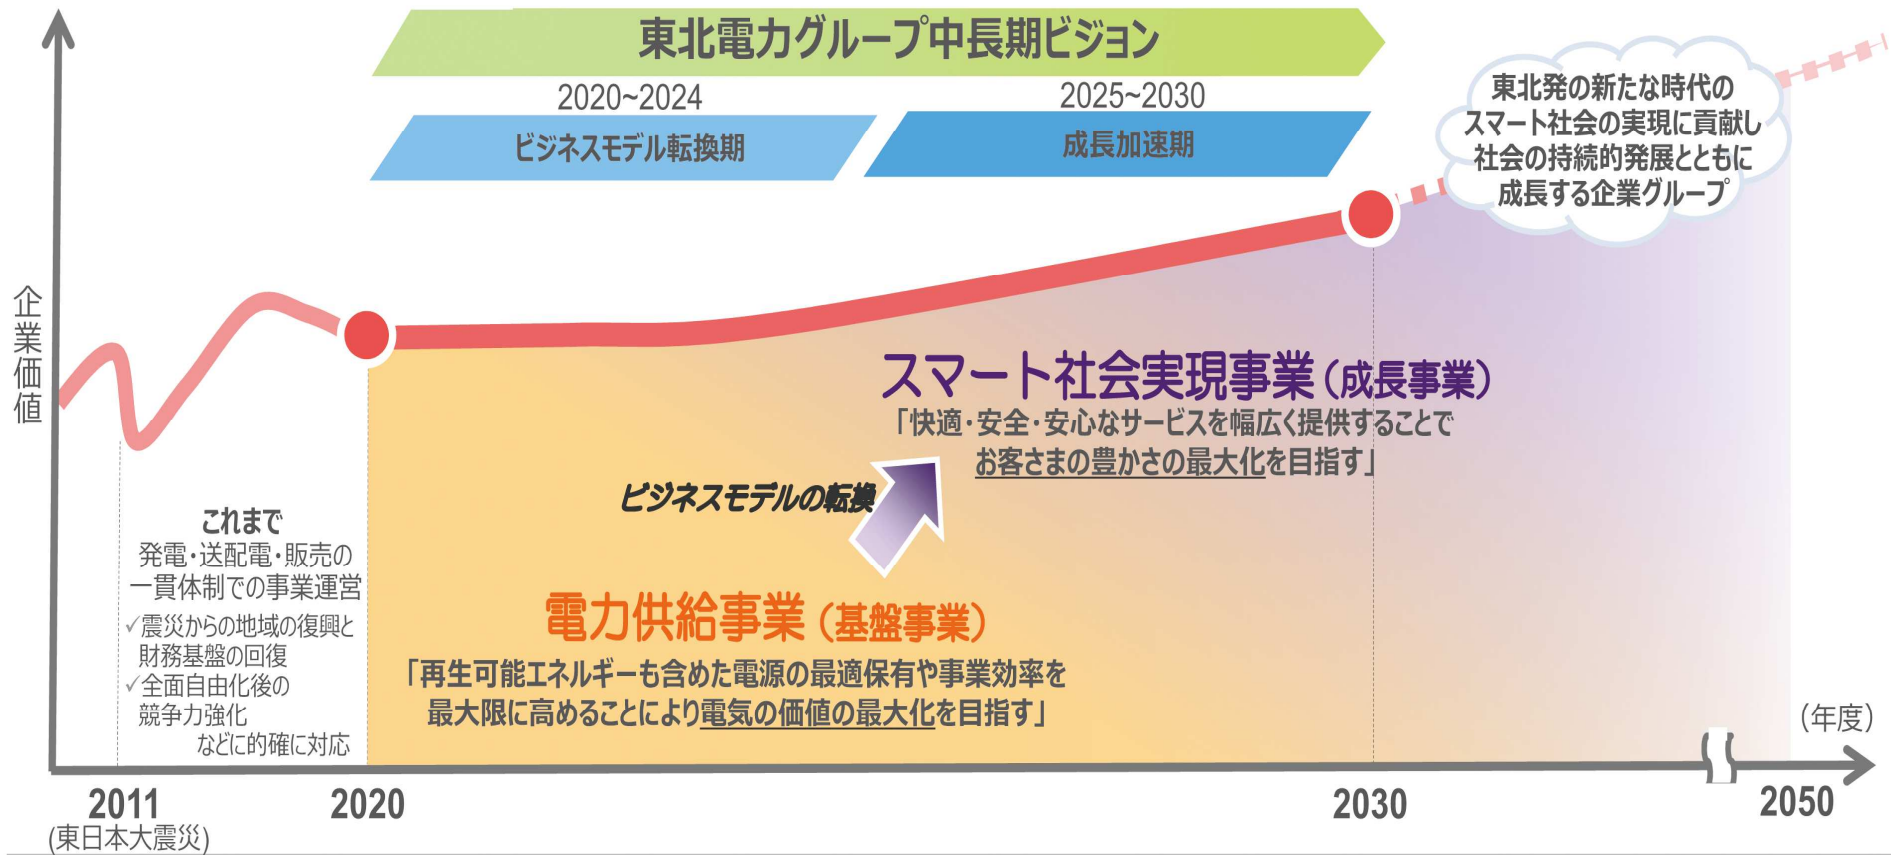 東北電力グループ中長期ビジョン
2020~2024
2025~2030
ビジネスモデル転換期
成長加速期
東北発の新たな時代の
スマート社会の実現に貢献し
社会の持続的発展とともに
成長する企業グループ
企業価値
スマート社会実現事業(成長事業)
「快適・安全・安心なサービスを幅広く提供することで
お客さまの豊かさの最大化を目指す」
ビジネスモデルの転換
これまで
発電・送配電・販売の
一貫体制での事業運営
✓震災からの地域の復興と
財務基盤の回復
✓全面自由化後の
競争力強化
などに的確に対応
電力供給事業(基盤事業)
「再生可能エネルギーも含めた電源の最適保有や事業効率を
最大限に高めることにより電気の価値の最大化を目指す」
(年度)
2011
2020
2030
2050
(東日本大震災)